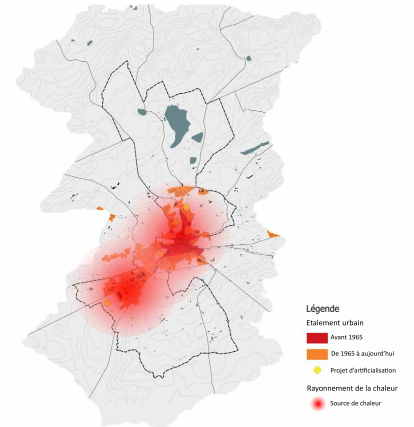 Légende
Etalement urbain
Avant 1965
De 1965 à aujourd'hui
Projet d'artificialisation
Rayonnement de la chaleur
Source de chaleur